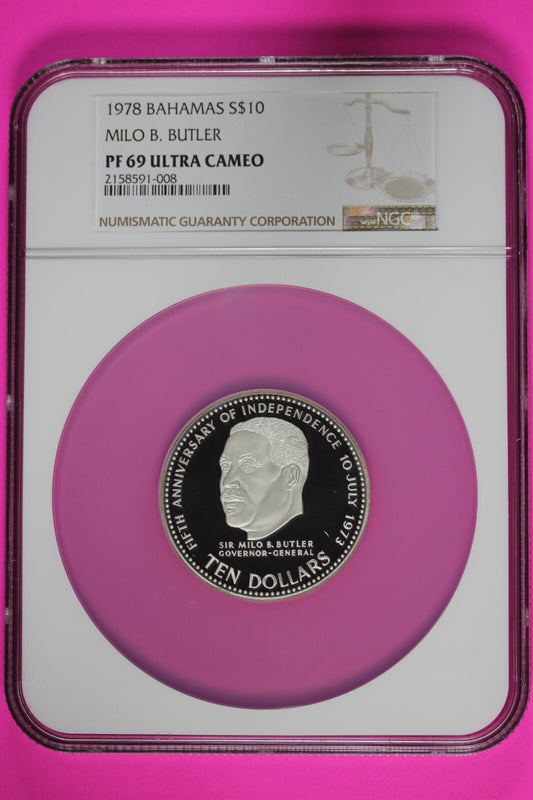 1978 BAHAMAS S$10
MILO B. BUTLER
PF 69 ULTRA CAMEO
2158591-008
NUMISMATIC GUARANTY CORPORATION
NGC®
FIFTH ANNIVERSARY OF INDEPENDENCE 10 JULY 1973
SIR MILO B. BUTLER
GOVERNOR-GENERAL
TEN DOLLARS